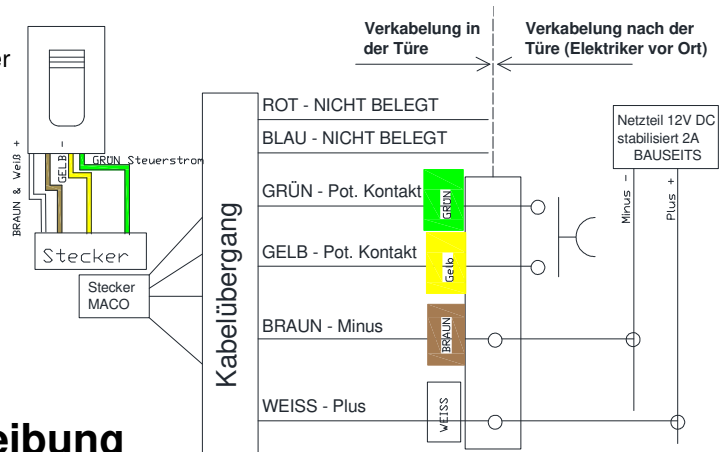 er
BRAUN & Weiß +
GELB -
GRÜN Steuerstrom
Stecker
Stecker
MACO
Kabelübergang
Verkabelung in
der Türe
Verkabelung nach der
Türe (Elektriker vor Ort)
ROT - NICHT BELEGT
BLAU - NICHT BELEGT
GRÜN - Pot. Kontakt
GRÜN
GELB - Pot. Kontakt
Gelb
BRAUN - Minus
BRAUN
WEISS - Plus
WEISS
Netzteil 12V DC
stabilisiert 2A
BAUSEITS
Minus -
Plus +
eibung